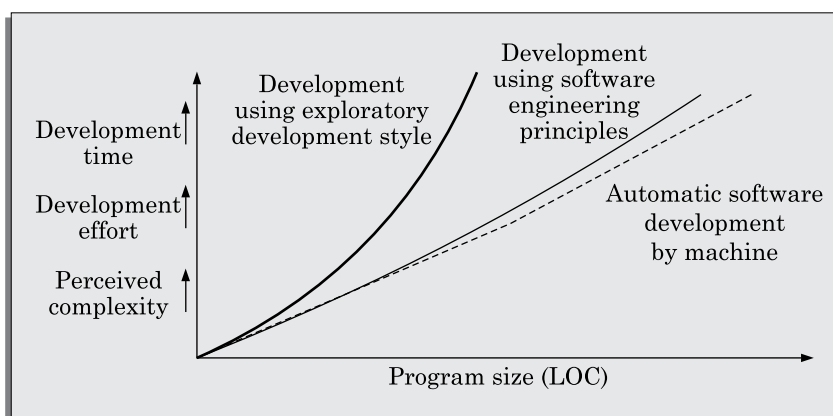 Development
using exploratory
development style
Development
using software
engineering
principles
Development
time
Development
effort
Perceived
complexity
Automatic software
development
by machine
Program size (LOC)